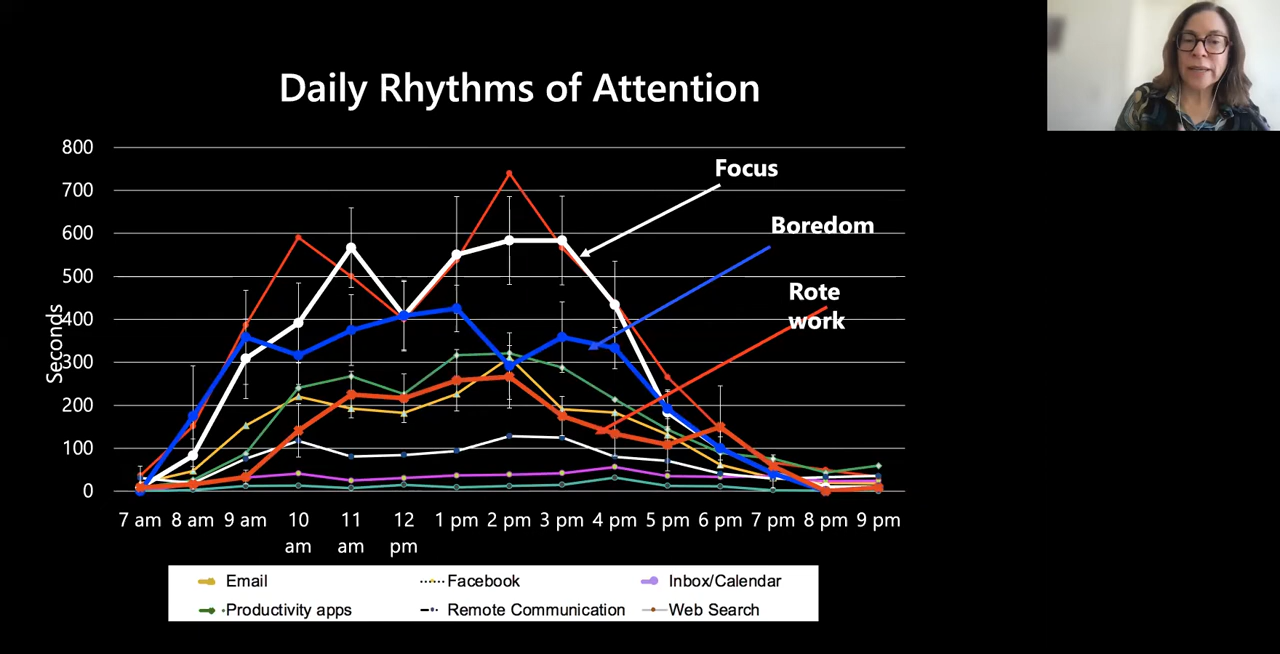 Daily Rhythms of Attention
800
700
600
500
400
300
200
100
0
Seconds
Focus
Boredom
Rote
work
7 am 8 am 9 am 10 am 11 am 12 pm 1 pm 2 pm 3 pm 4 pm 5 pm 6 pm 7 pm 8 pm 9 pm
Email Facebook Inbox/Calendar
Productivity apps Remote Communication Web Search